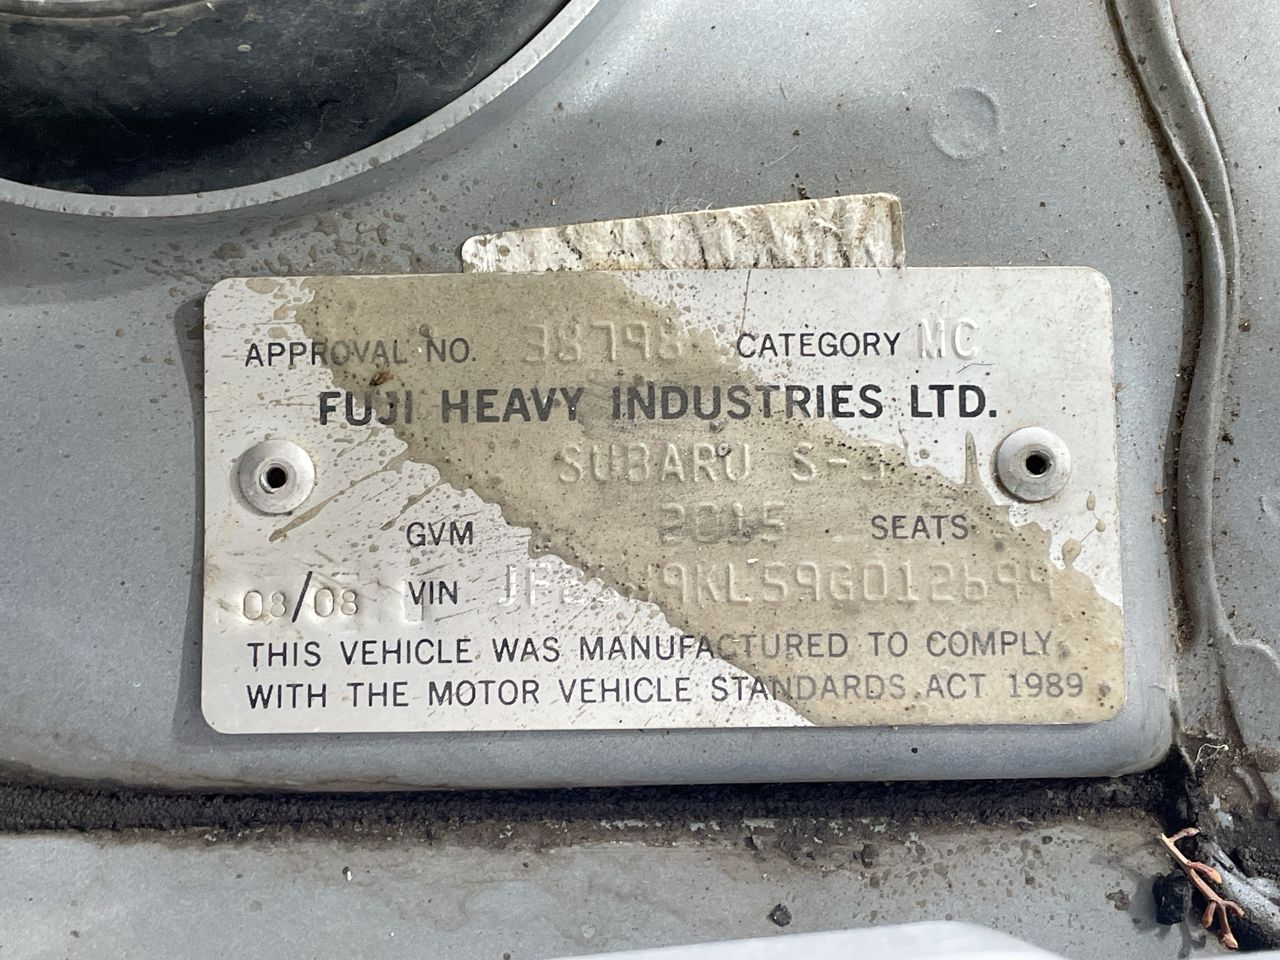 APPROVAL NO. 38798 CATEGORY MC
FUJI HEAVY INDUSTRIES LTD.
SUBARU S-3
GVM 2015 SEATS
08/08 VIN
THIS VEHICLE WAS MANUFACTURED TO COMPLY
WITH THE MOTOR VEHICLE STANDARDS ACT 1989